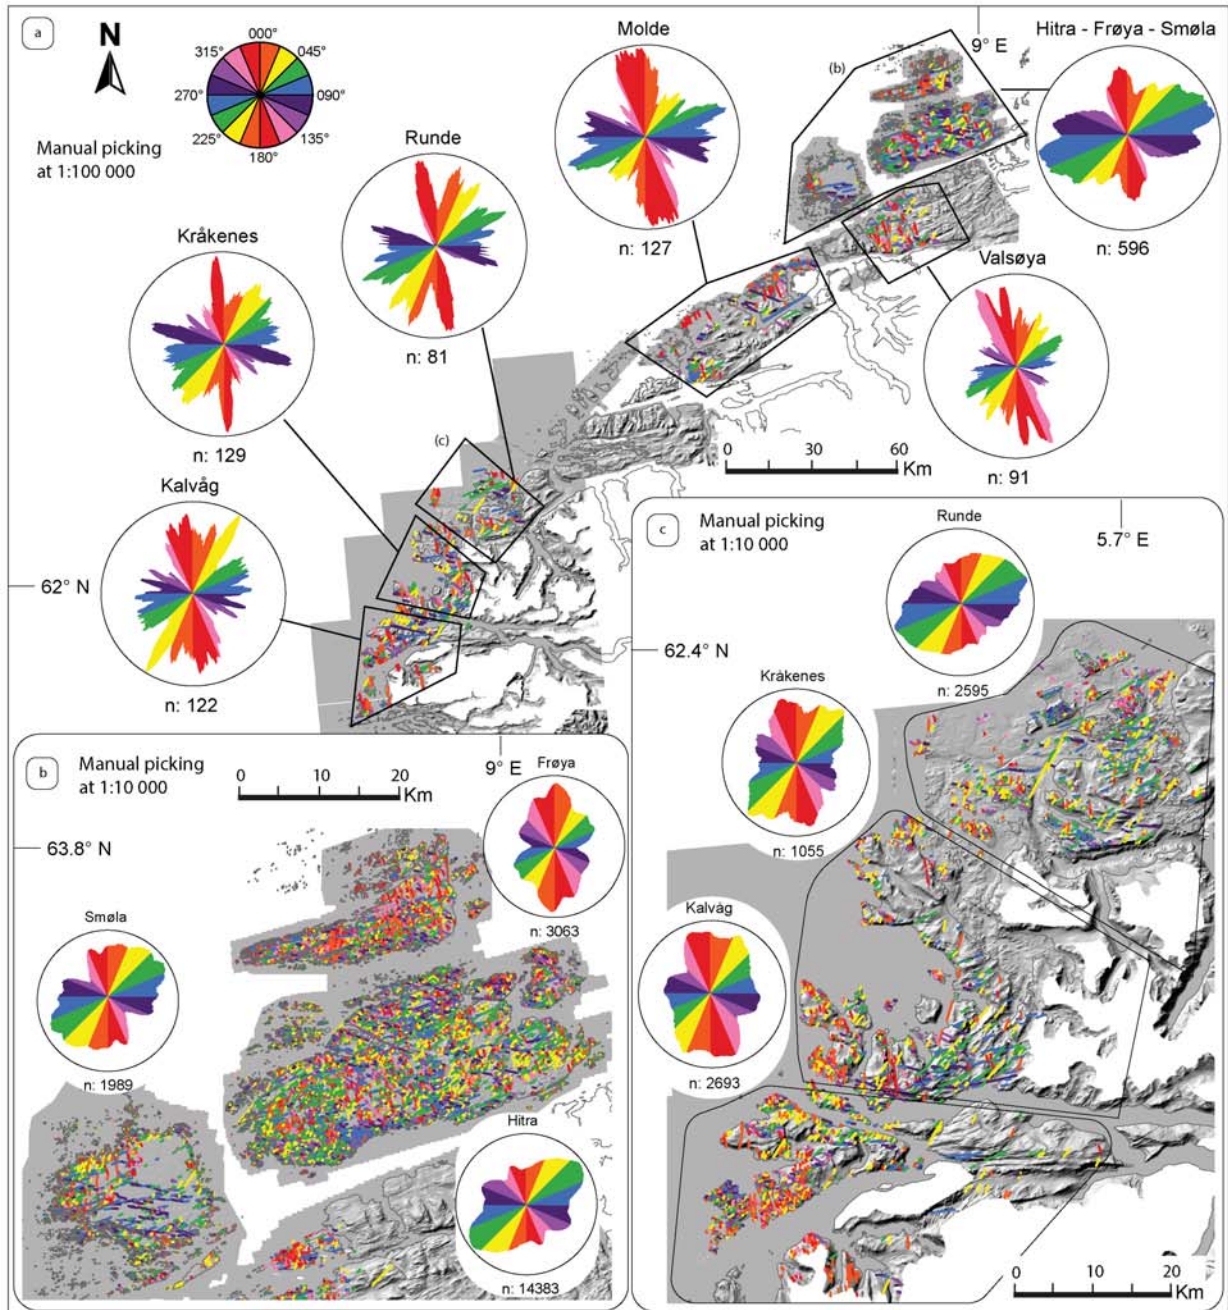 a
N
000°
315°
045°
270°
090°
225°
135°
180°
Manual picking
at 1:100 000
Molde
n: 127
9° E
Hitra - Frøya - Smøla
(b)
n: 596
Runde
n: 81
Kråkenes
n: 129
Valsøya
n: 91
0 30 60
Km
(c)
Kalvåg
n: 122
62° N
b
Manual picking
at 1:10 000
0 10 20
Km
9° E
63.8° N
Frøya
n: 3063
Smøla
n: 1989
Hitra
n: 14383
c
Manual picking
at 1:10 000
5.7° E
62.4° N
Runde
n: 2595
Kråkenes
n: 1055
Kalvåg
n: 2693
0 10 20
Km